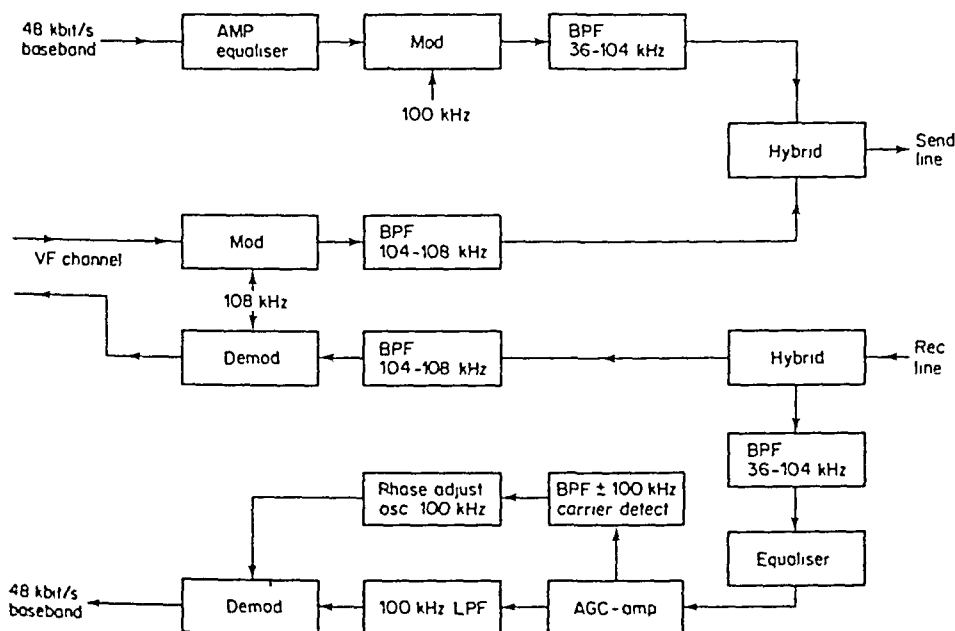 48 kbit/s
baseband
AMP
equaliser
Mod
BPF
36-104 kHz
100 kHz
Hybrid
Send
line
VF channel
Mod
BPF
104-108 kHz
108 kHz
Demod
BPF
104-108 kHz
Hybrid
Rec
line
BPF
36-104 kHz
Rhase adjust
osc 100 kHz
BPF ± 100 kHz
carrier detect
Equaliser
48 kbit/s
baseband
Demod
100 kHz LPF
AGC-amp